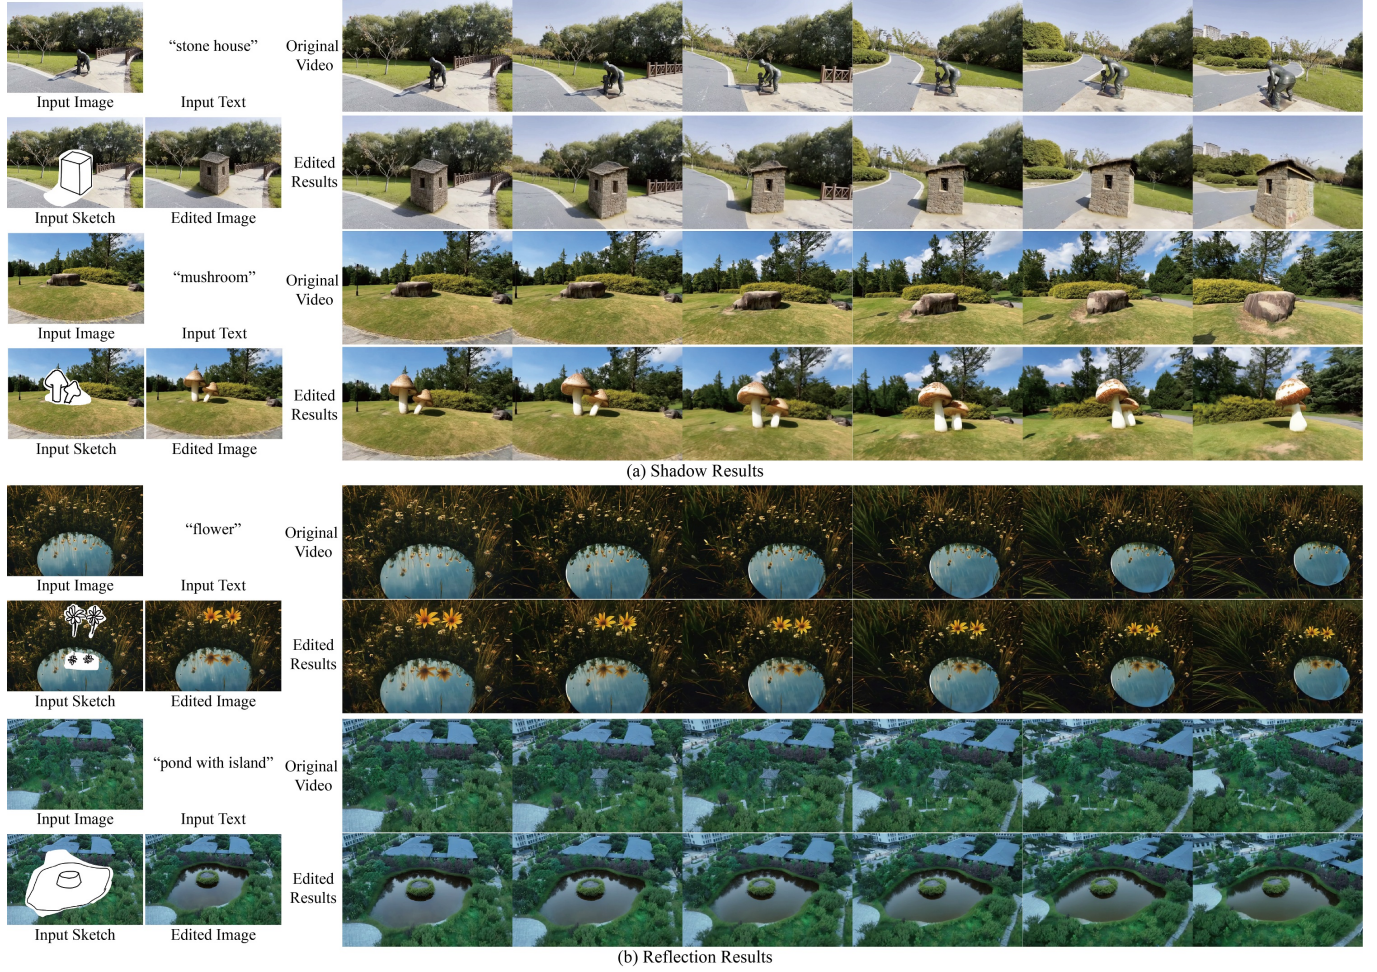 "stone house"
Original
Video
Input Image
Input Text
Edited
Results
Input Sketch
Edited Image
"mushroom"
Original
Video
Input Image
Input Text
Edited
Results
Input Sketch
Edited Image
(a) Shadow Results
"flower"
Original
Video
Input Image
Input Text
Edited
Results
Input Sketch
Edited Image
"pond with island"
Original
Video
Input Image
Input Text
Edited
Results
Input Sketch
Edited Image
(b) Reflection Results